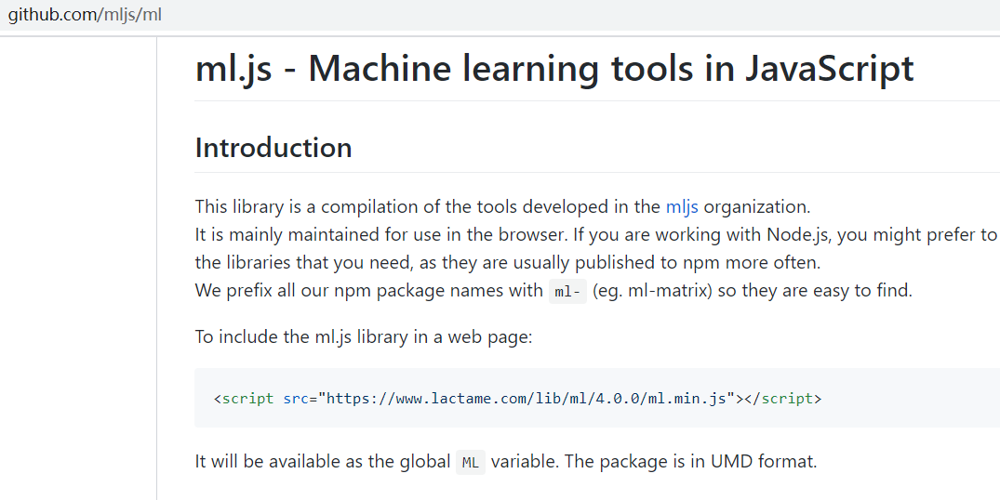 github.com/mljs/ml
ml.js - Machine learning tools in JavaScript
Introduction
This library is a compilation of the tools developed in the mljs organization.
It is mainly maintained for use in the browser. If you are working with Node.js, you might prefer to
the libraries that you need, as they are usually published to npm more often.
We prefix all our npm package names with ml- (eg. ml-matrix) so they are easy to find.
To include the ml.js library in a web page:
<script src="https://www.lactame.com/lib/ml/4.0.0/ml.min.js"></script>
It will be available as the global ML variable. The package is in UMD format.